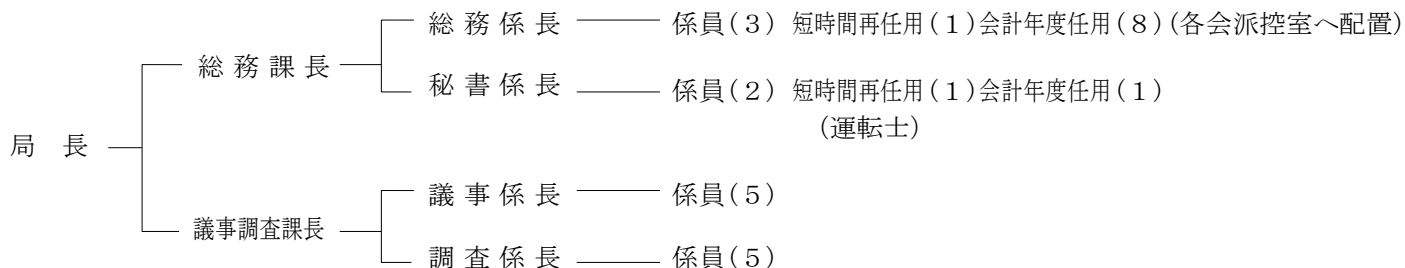 総務係長 係員(3) 短時間再任用(1)会計年度任用(8)(各会派控室へ配置)
総務課長
秘書係長 係員(2) 短時間再任用(1)会計年度任用(1)
(運転士)
局 長
議事係長 係員(5)
議事調査課長
調査係長 係員(5)